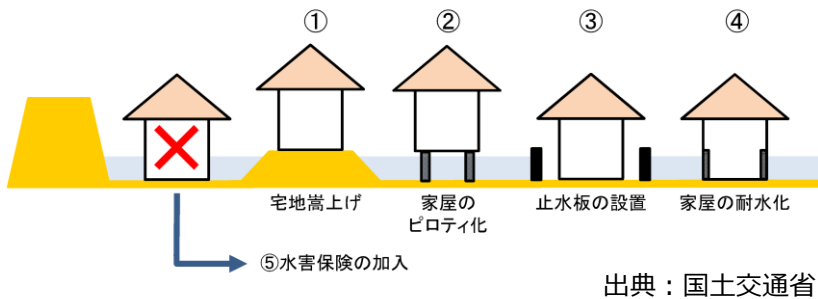 ①
②
③
④
宅地嵩上げ
家屋の
ピロティ化
止水板の設置
家屋の耐水化
⑤水害保険の加入
出典：国土交通省